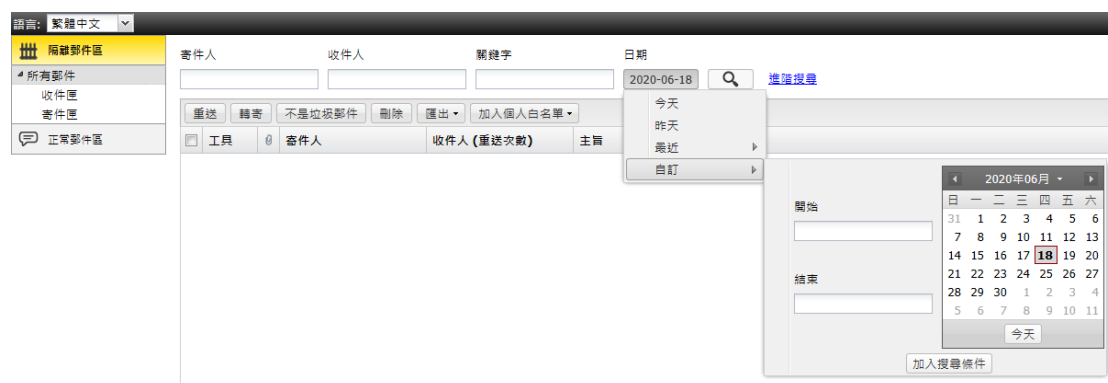 語言: 繁體中文
隔離郵件區
所有郵件
收件匣
寄件匣
正常郵件區
寄件人 收件人 關鍵字 日期
2020-06-18 進階搜尋
重送 轉寄 不是垃圾郵件 刪除 匯出 加入個人白名單
工具 寄件人 收件人 (重送次數) 主旨
今天
昨天
最近
自訂
開始
結束
2020年06月
日 一 二 三 四 五 六
31 1 2 3 4 5 6
7 8 9 10 11 12 13
14 15 16 17 18 19 20
21 22 23 24 25 26 27
28 29 30 1 2 3 4
5 6 7 8 9 10 11
今天
加入搜尋條件